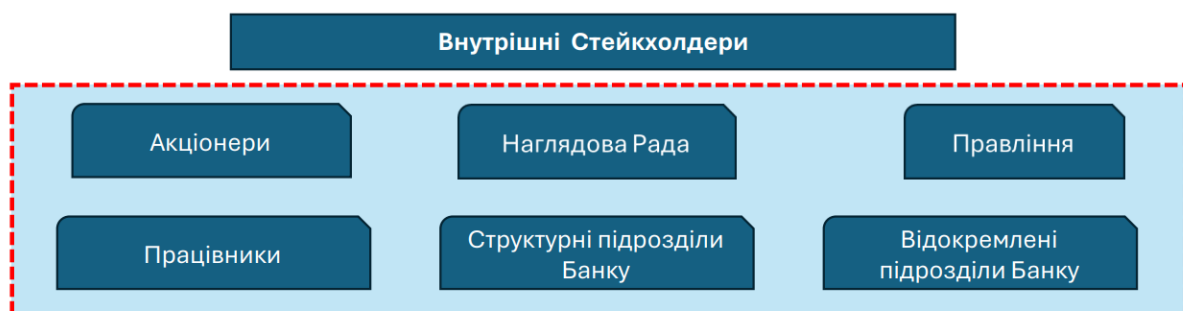 Внутрішні Стейкхолдери
Акціонери
Наглядова Рада
Правління
Працівники
Структурні підрозділи
Банку
Відокремлені
підрозділи Банку